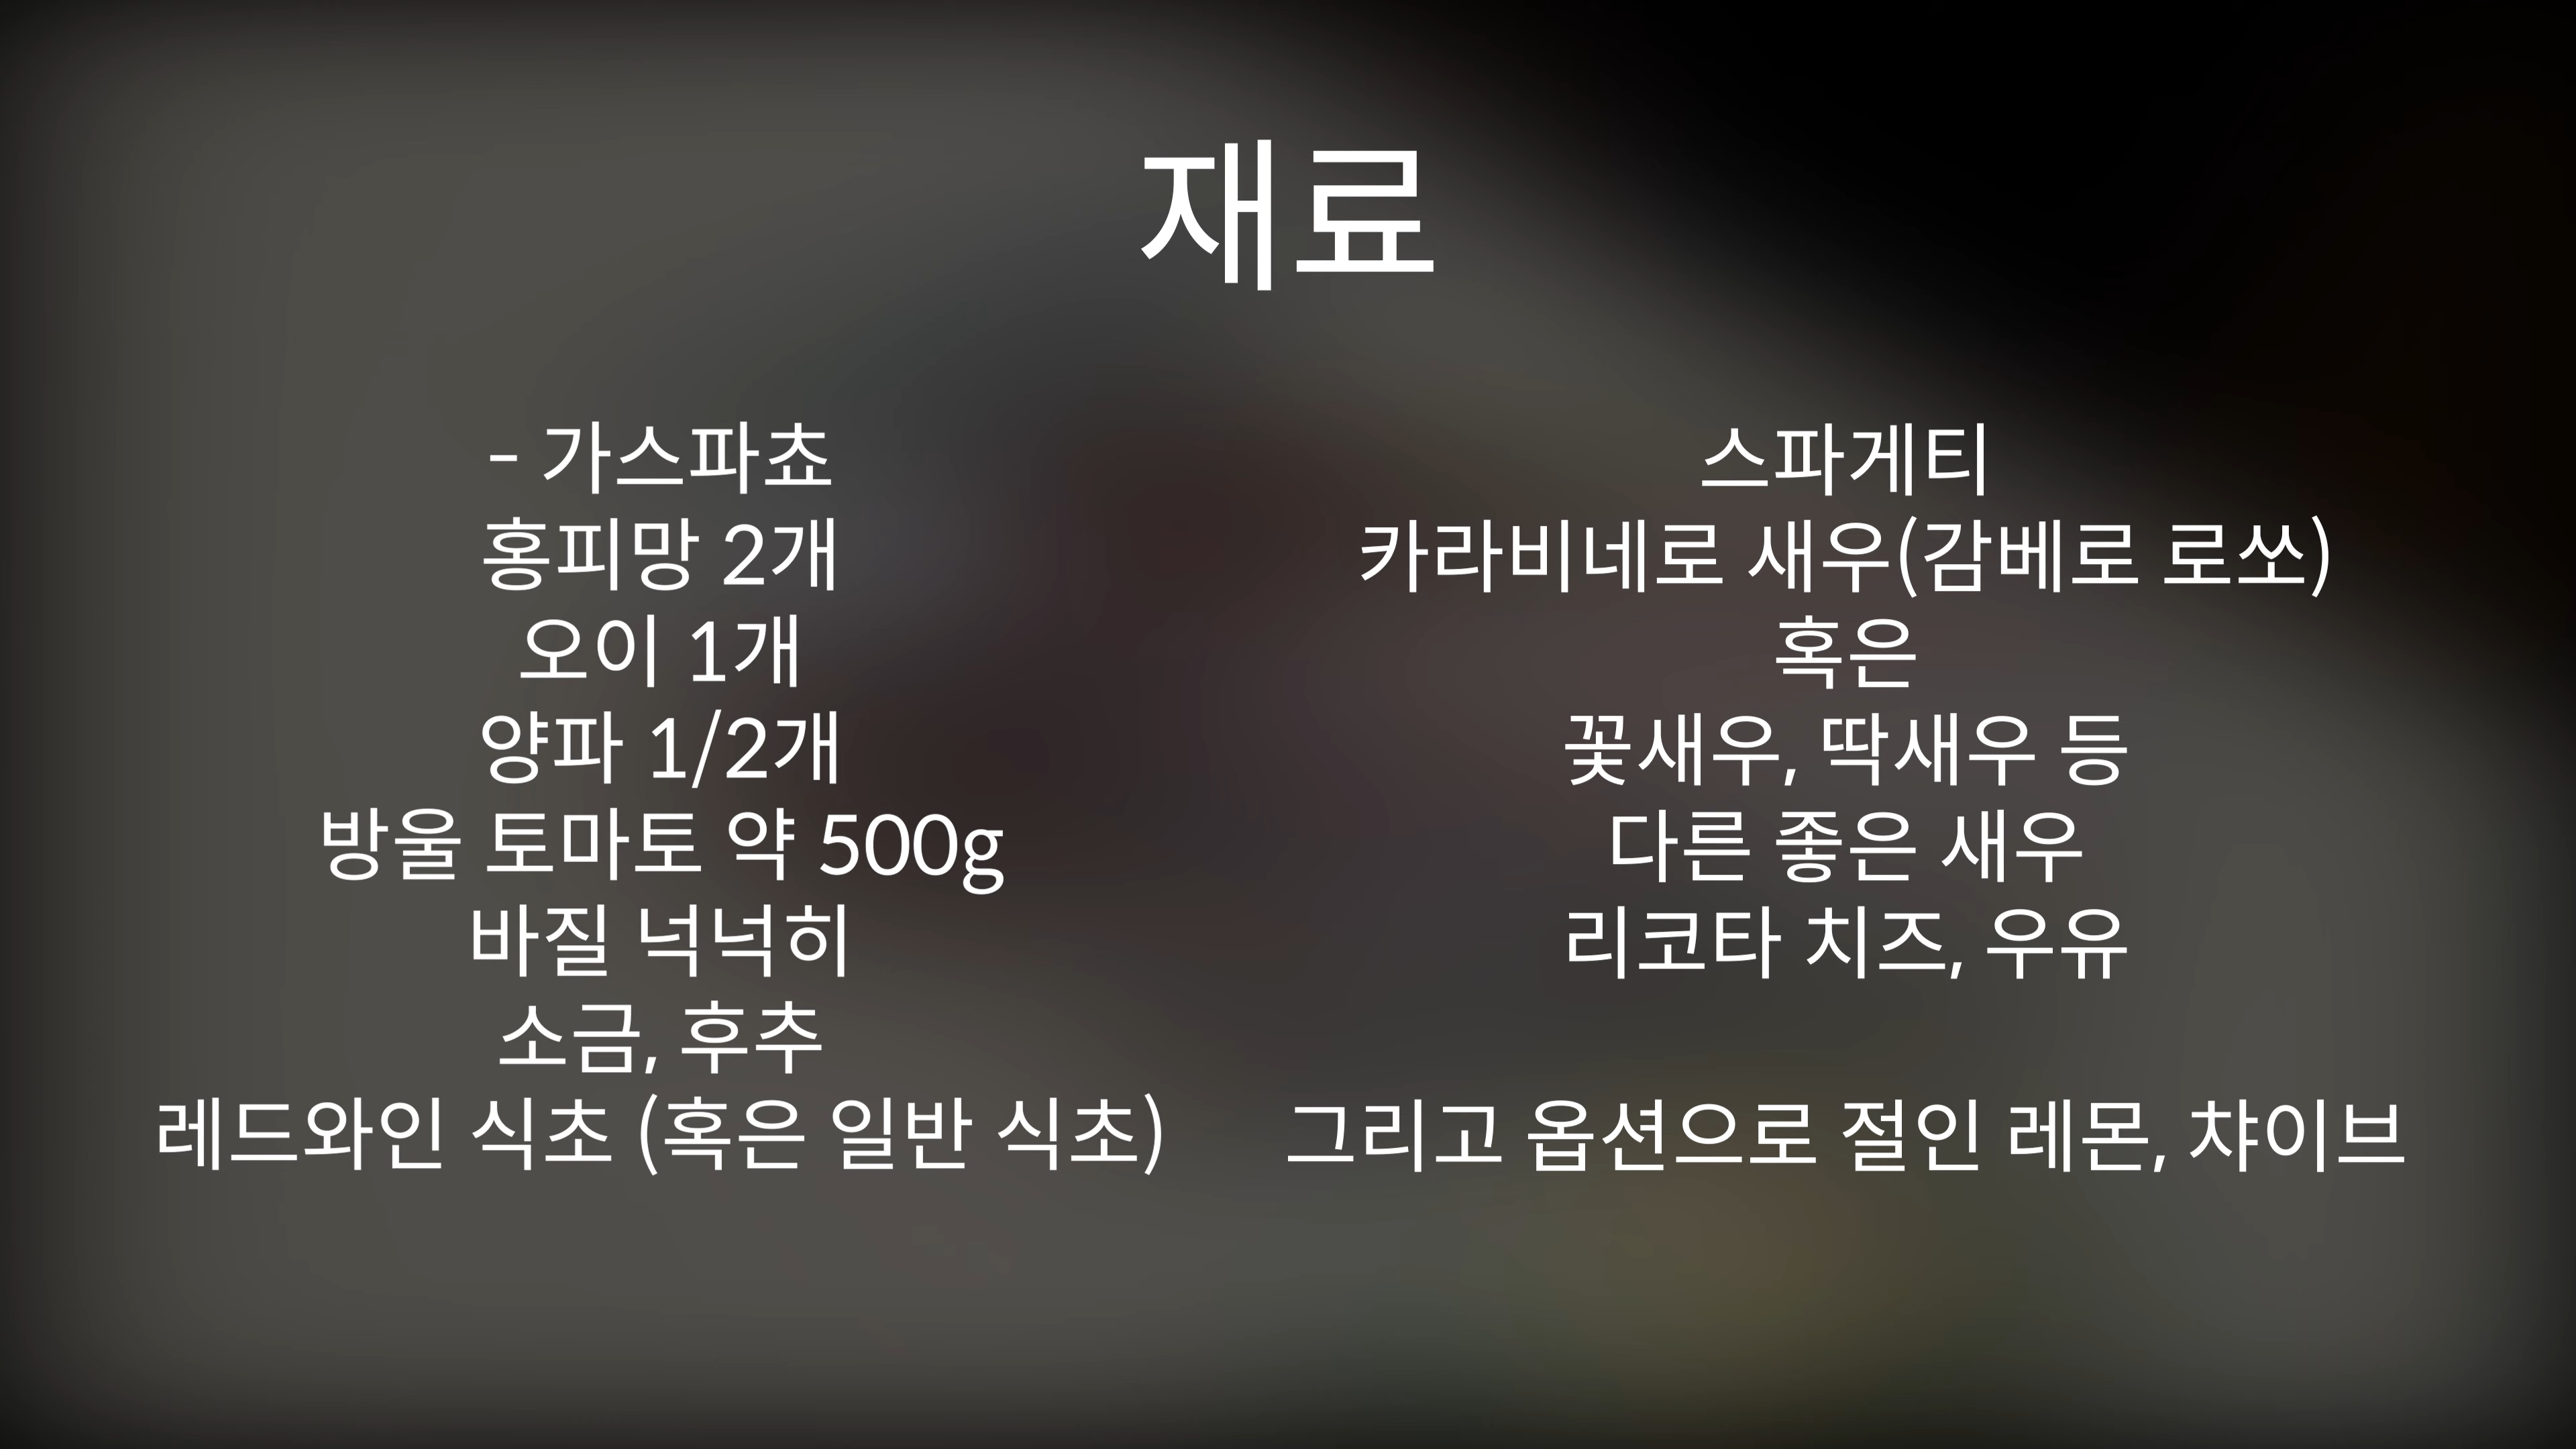 재료
- 가스파쵸
홍피망 2개
오이 1개
양파 1/2개
방울 토마토 약 500g
바질 넉넉히
소금, 후추
레드와인 식초 (혹은 일반 식초)
스파게티
카라비네로 새우(감베로 로쏘)
혹은
꽃새우, 딱새우 등
다른 좋은 새우
리코타 치즈, 우유
그리고 옵션으로 절인 레몬, 챠이브